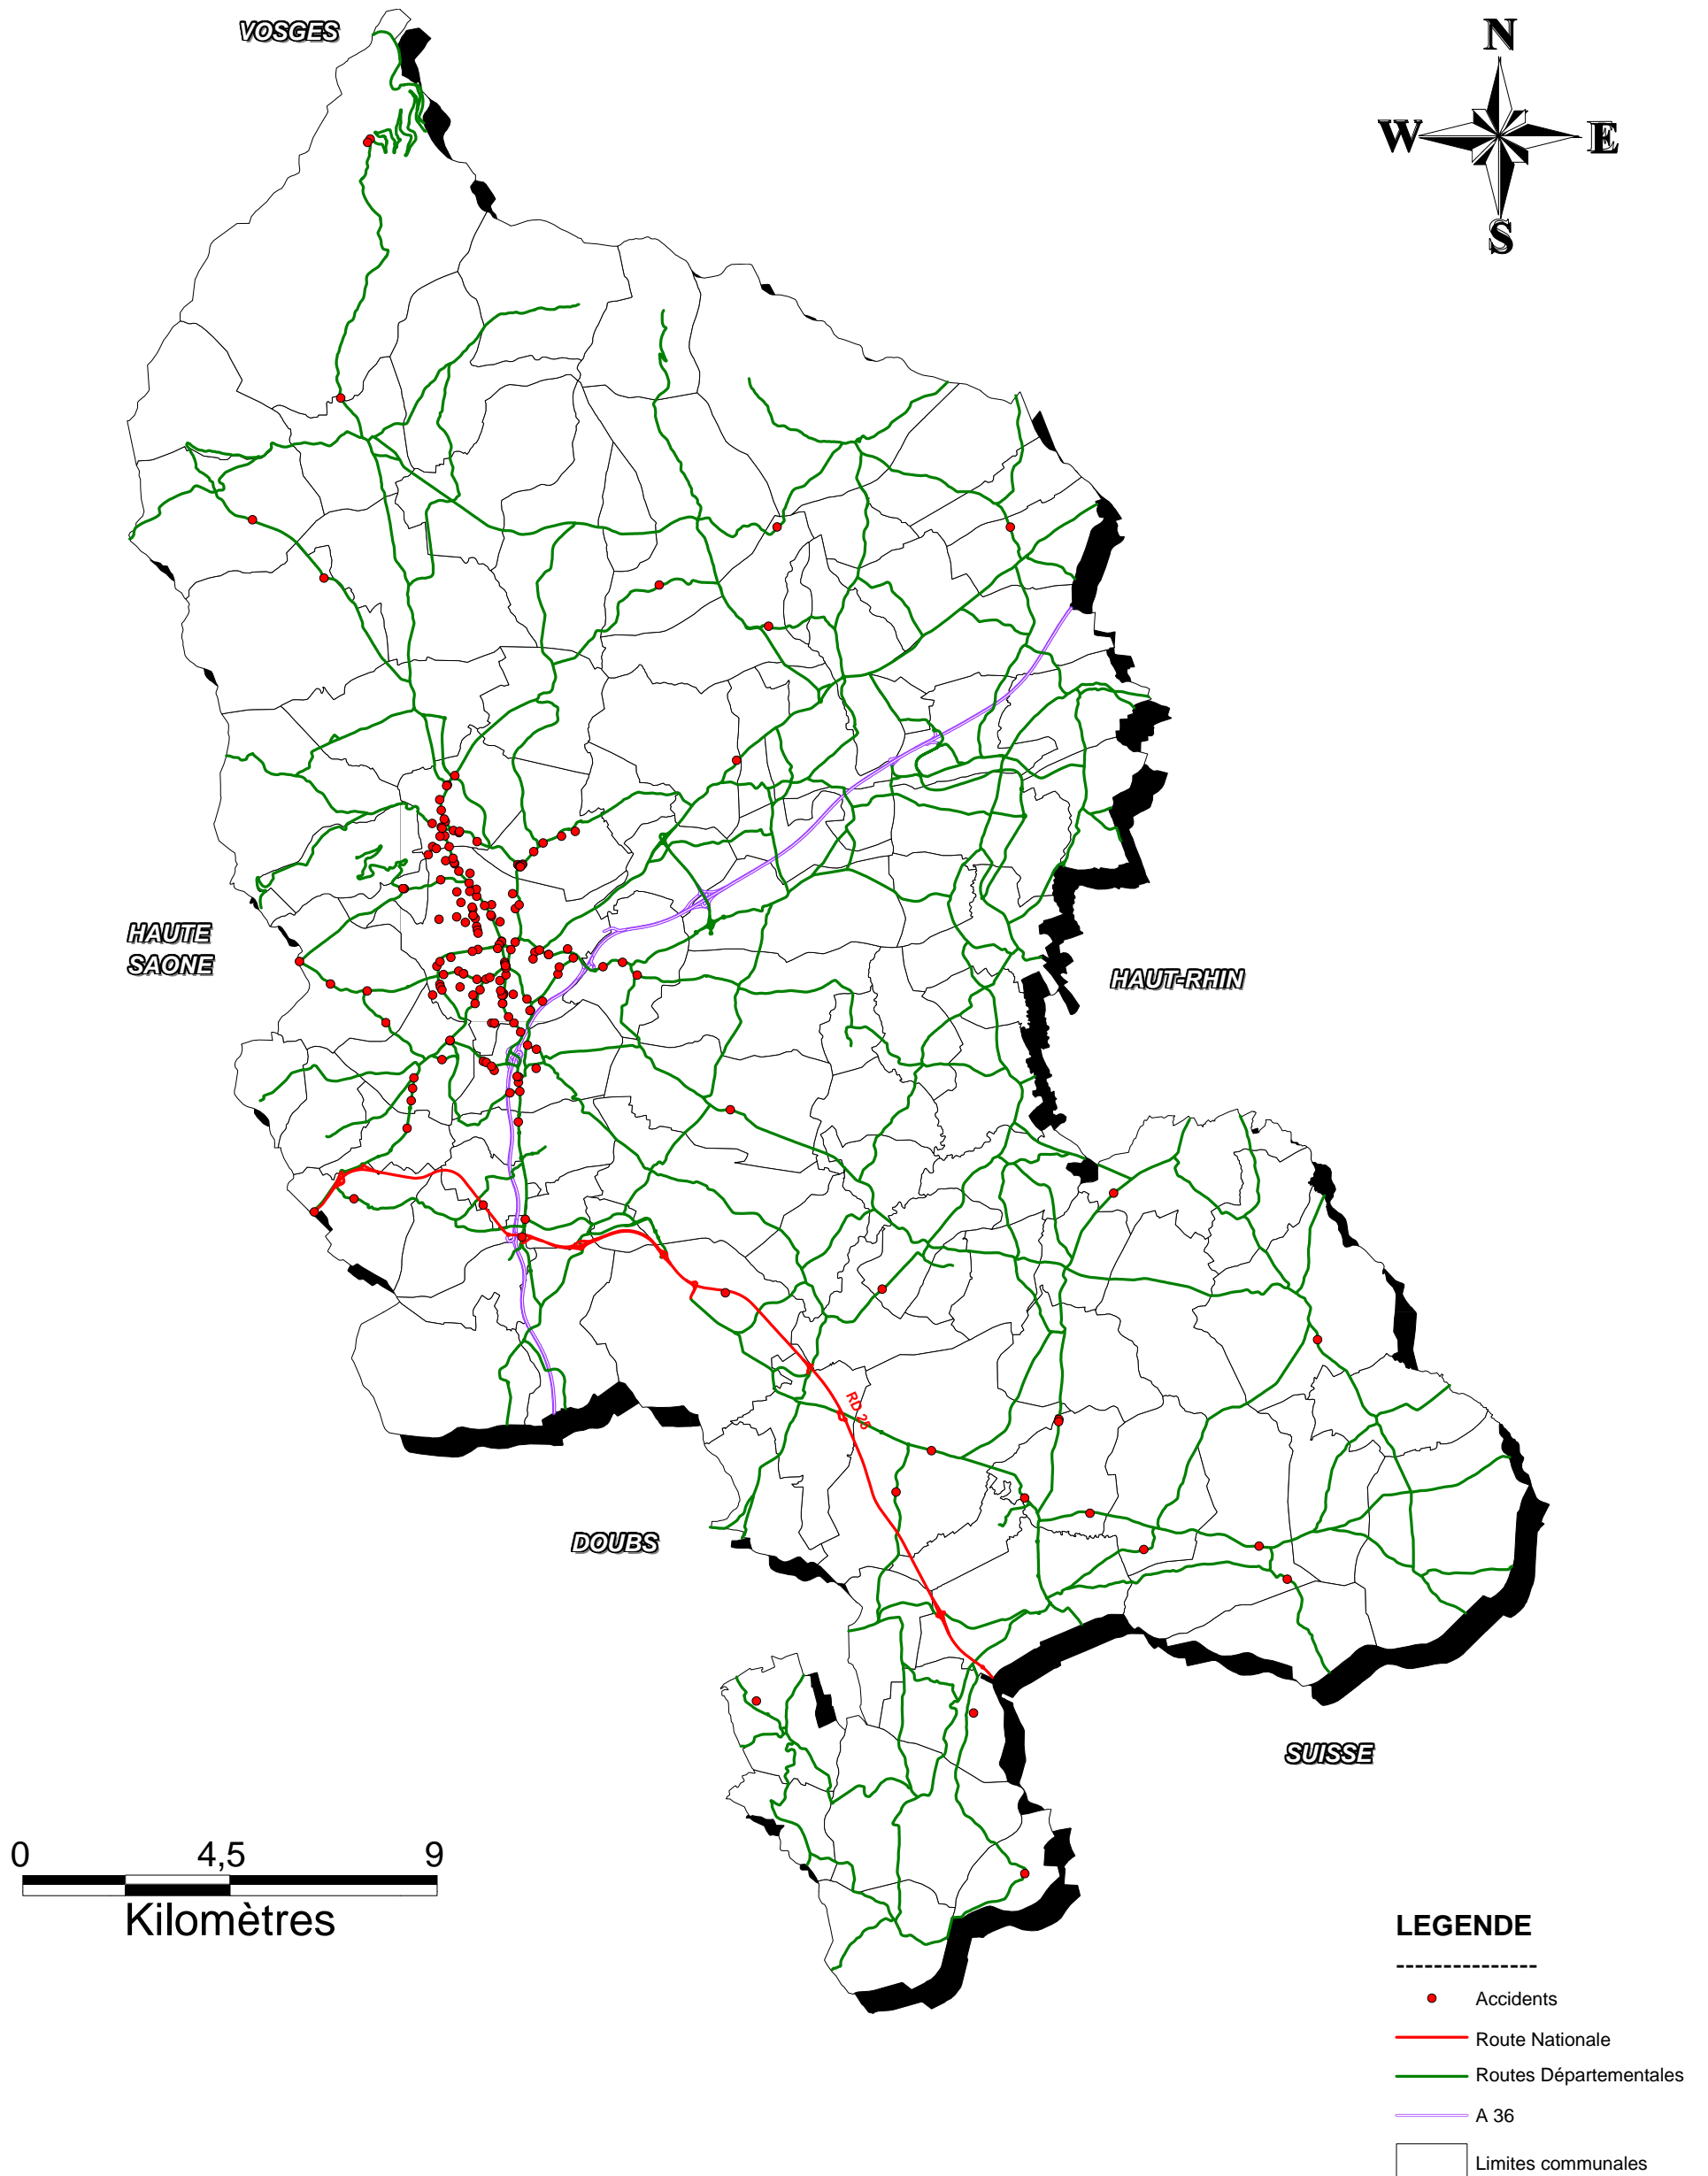 VOSGES
N
W
E
S
HAUTE
SAONE
HAUT-RHIN
RD 25
DOUBS
SUISSE
0 4,5 9
Kilomètres
LEGENDE
---------------
Accidents
Route Nationale
Routes Départementales
A 36
Limites communales